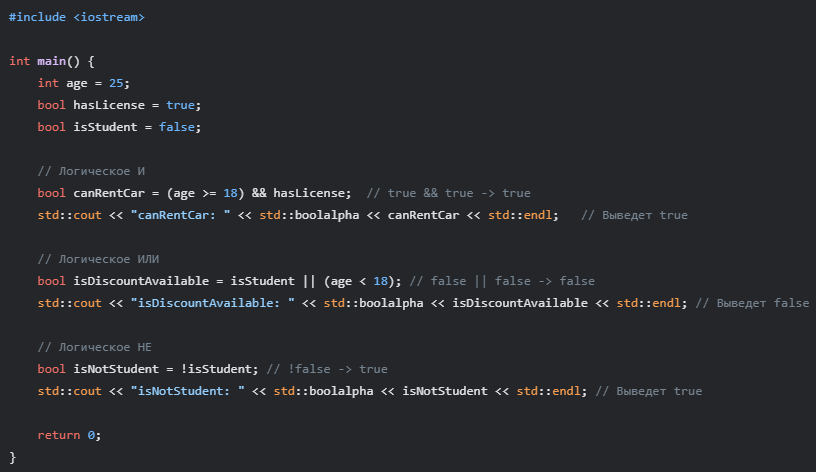 #include <iostream>

int main() {
    int age = 25;
    bool hasLicense = true;
    bool isStudent = false;

    // Логическое И
    bool canRentCar = (age >= 18) && hasLicense;  // true && true -> true
    std::cout << "canRentCar: " << std::boolalpha << canRentCar << std::endl;   // Выведет true

    // Логическое ИЛИ
    bool isDiscountAvailable = isStudent || (age < 18); // false || false -> false
    std::cout << "isDiscountAvailable: " << std::boolalpha << isDiscountAvailable << std::endl; // Выведет false

    // Логическое НЕ
    bool isNotStudent = !isStudent; // !false -> true
    std::cout << "isNotStudent: " << std::boolalpha << isNotStudent << std::endl; // Выведет true

    return 0;
}